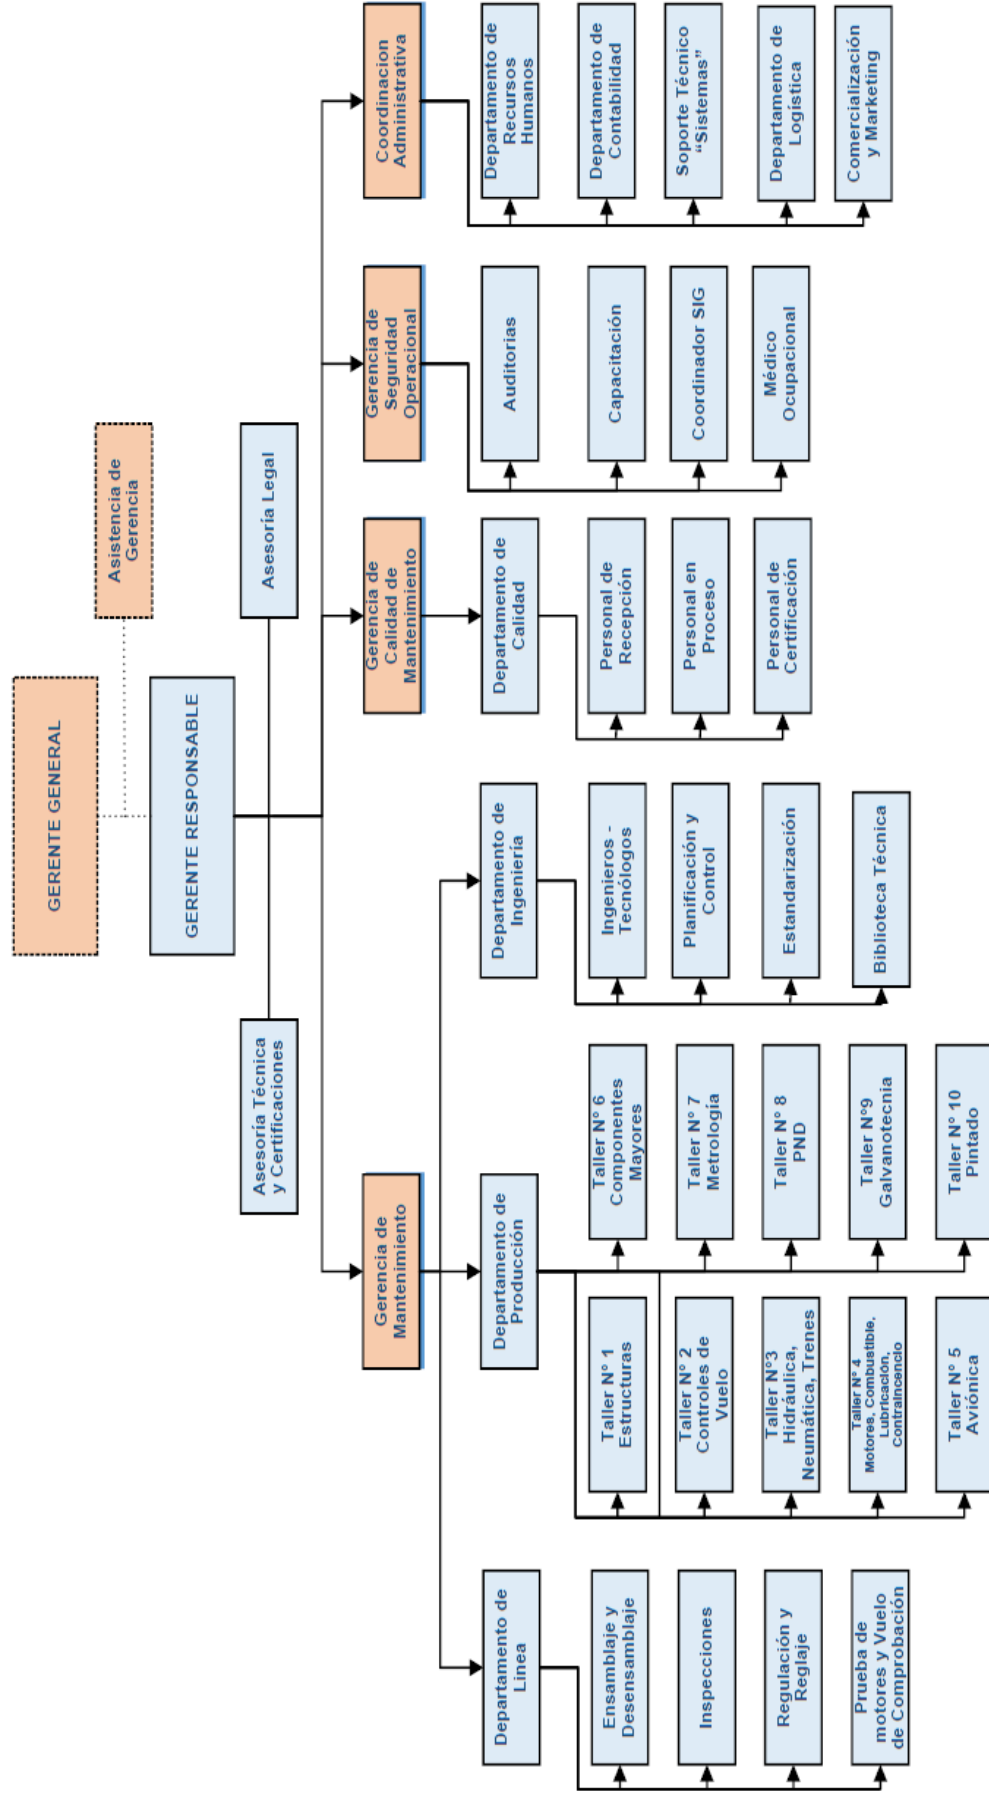 GERENTE GENERAL
Asistencia de
Gerencia
GERENTE RESPONSABLE
Asesoría Técnica
y Certificaciones
Asesoría Legal
Gerencia de
Mantenimiento
Gerencia de
Calidad de
Mantenimiento
Gerencia de
Seguridad
Operacional
Coordinacion
Administrativa
Departamento de
Linea
Ensamblaje y
Desensamblaje
Inspecciones
Regulación y
Reglaje
Prueba de
motores y Vuelo
de Comprobación
Departamento de
Producción
Taller N° 1
Estructuras
Taller N° 2
Controles de
Vuelo
Taller N°3
Hidráulica,
Neumática, Trenes
Taller N° 4
Motores, Combustible,
Lubricación,
Contraincencio
Taller N° 5
Aviónica
Taller N° 6
Componentes
Mayores
Taller N° 7
Metrología
Taller N° 8
PND
Taller N°9
Galvanotecnia
Taller N° 10
Pintado
Departamento de
Ingeniería
Ingenieros -
Tecnólogos
Planificación y
Control
Estandarización
Biblioteca Técnica
Departamento de
Calidad
Personal de
Recepción
Personal en
Proceso
Personal de
Certificación
Auditorias
Capacitación
Coordinador SIG
Médico
Ocupacional
Departamento de
Recursos
Humanos
Departamento de
Contabilidad
Soporte Técnico
“Sistemas”
Departamento de
Logística
Comercialización
y Marketing